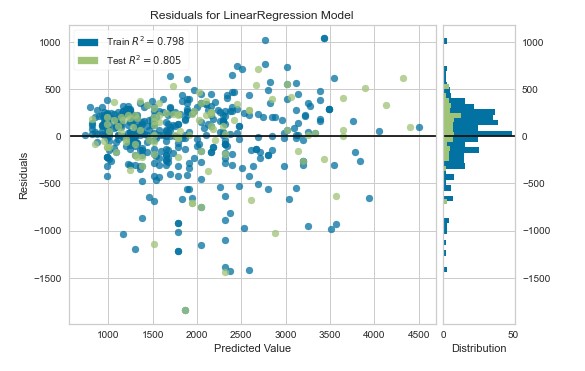 Residuals for LinearRegression Model
Train R² = 0.798
Test R² = 0.805
1000
500
0
−500
−1000
−1500
Residuals
1000 1500 2000 2500 3000 3500 4000 4500
Predicted Value
1000
500
0
−500
−1000
−1500
0 50
Distribution